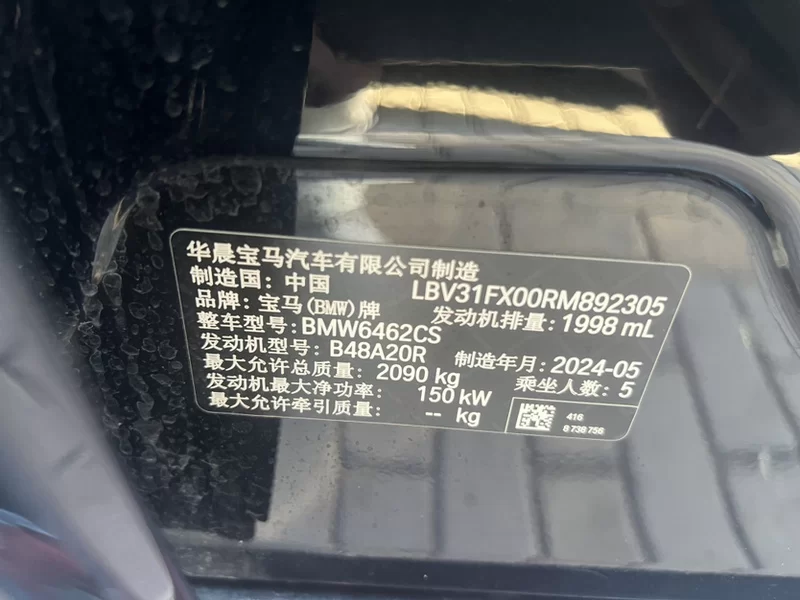 华晨宝马汽车有限公司制造
制造国：中国 LBV31FX00RM892305
品牌：宝马(BMW)牌 发动机排量：1998 mL
整车型号：BMW6462CS
发动机型号：B48A20R 制造年月：2024-05
最大允许总质量：2090 kg 乘坐人数：5
发动机最大净功率：150 kW
最大允许牵引质量：-- kg
416
8 738 756